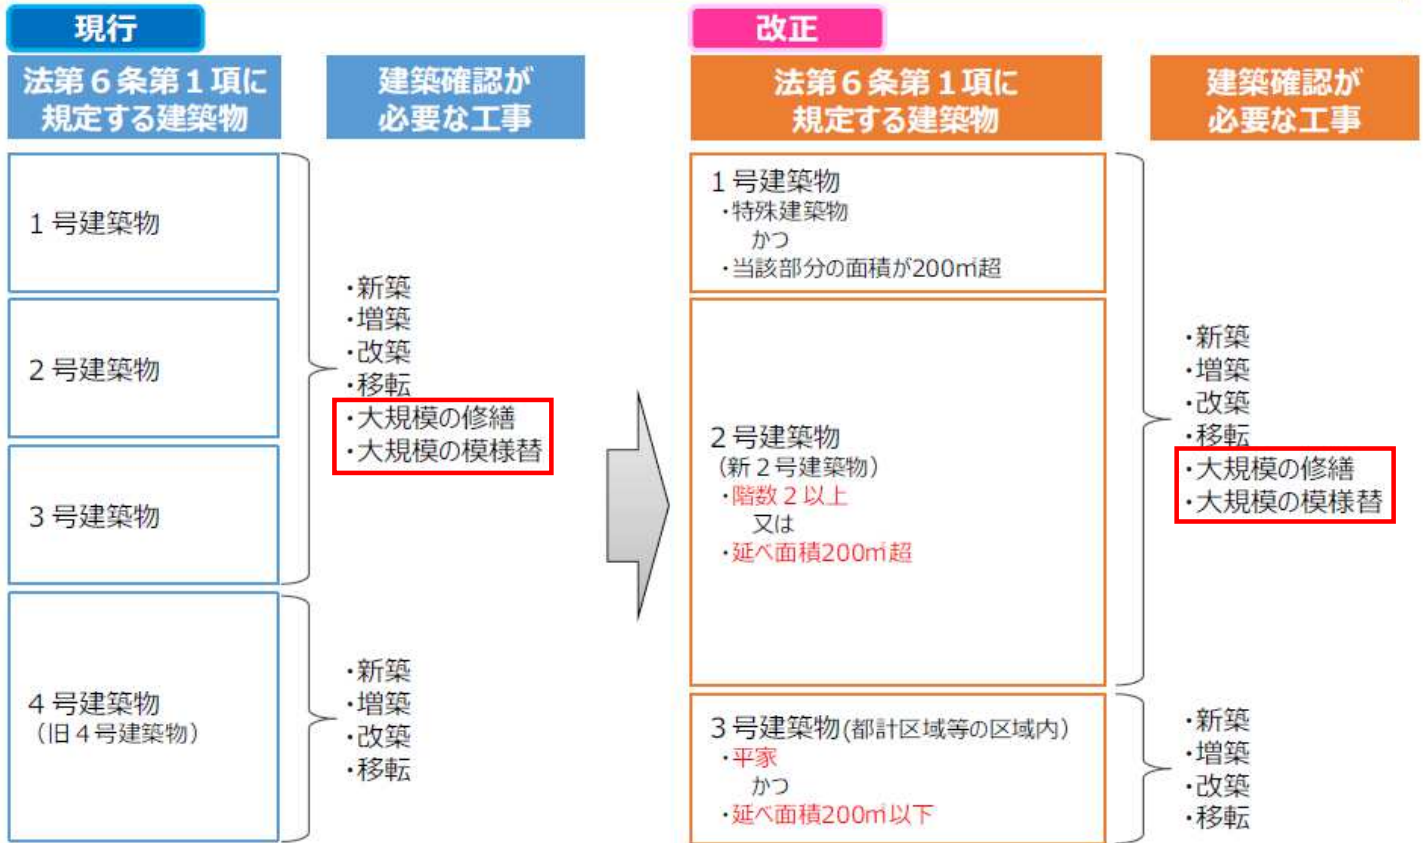 現行
法第６条第１項に
規定する建築物
建築確認が
必要な工事
１号建築物
２号建築物
３号建築物
・新築
・増築
・改築
・移転
・大規模の修繕
・大規模の模様替
４号建築物
（旧４号建築物）
・新築
・増築
・改築
・移転
改正
法第６条第１項に
規定する建築物
建築確認が
必要な工事
１号建築物
・特殊建築物
かつ
・当該部分の面積が200㎡超
２号建築物
（新２号建築物）
・階数２以上
又は
・延べ面積200㎡超
・新築
・増築
・改築
・移転
・大規模の修繕
・大規模の模様替
３号建築物(都計区域等の区域内）
・平家
かつ
・延べ面積200㎡以下
・新築
・増築
・改築
・移転